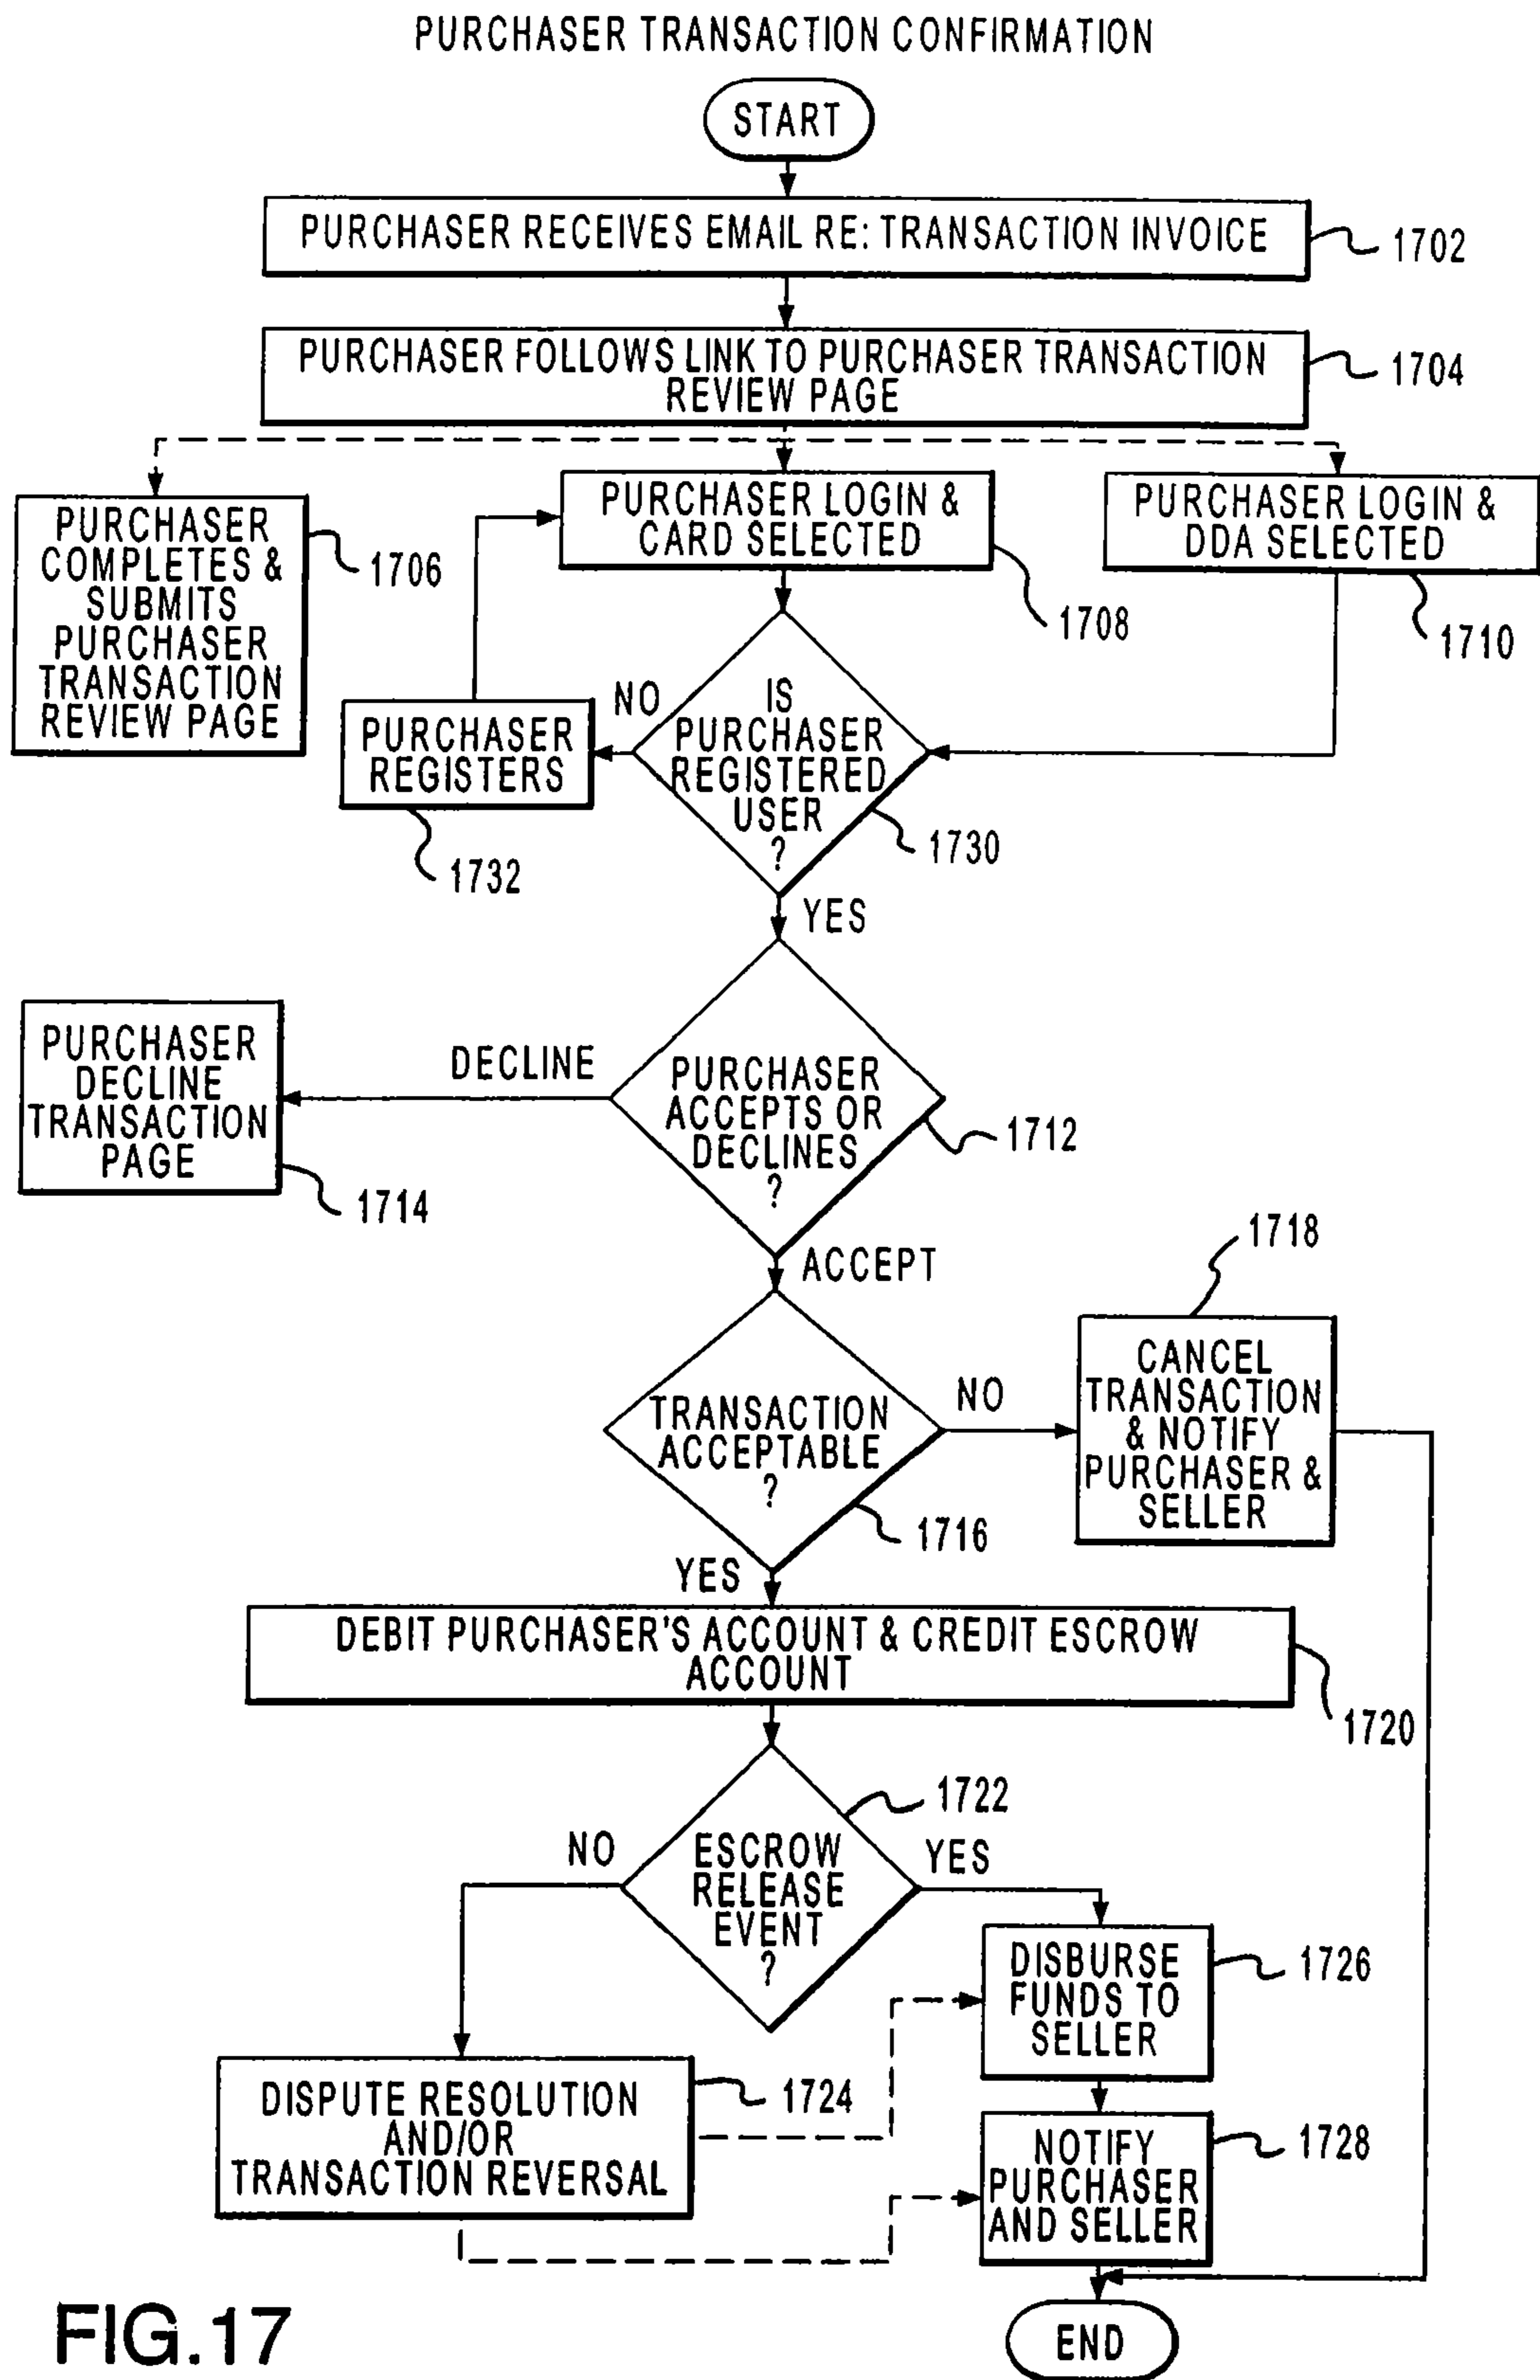 PURCHASER TRANSACTION CONFIRMATION
START
PURCHASER RECEIVES EMAIL RE: TRANSACTION INVOICE
1702
PURCHASER FOLLOWS LINK TO PURCHASER TRANSACTION
REVIEW PAGE
1704
PURCHASER
COMPLETES &
SUBMITS
PURCHASER
TRANSACTION
REVIEW PAGE
1706
PURCHASER LOGIN &
CARD SELECTED
1708
PURCHASER LOGIN &
DDA SELECTED
1710
IS
PURCHASER
REGISTERED
USER
?
1730
NO
PURCHASER
REGISTERS
1732
YES
PURCHASER
ACCEPTS OR
DECLINES
?
1712
DECLINE
PURCHASER
DECLINE
TRANSACTION
PAGE
1714
ACCEPT
TRANSACTION
ACCEPTABLE
?
1716
NO
1718
CANCEL
TRANSACTION
& NOTIFY
PURCHASER &
SELLER
YES
DEBIT PURCHASER'S ACCOUNT & CREDIT ESCROW
ACCOUNT
1720
ESCROW
RELEASE
EVENT
?
1722
NO
YES
DISBURSE
FUNDS TO
SELLER
1726
DISPUTE RESOLUTION
AND/OR
TRANSACTION REVERSAL
1724
NOTIFY
PURCHASER
AND SELLER
1728
END
FIG.17